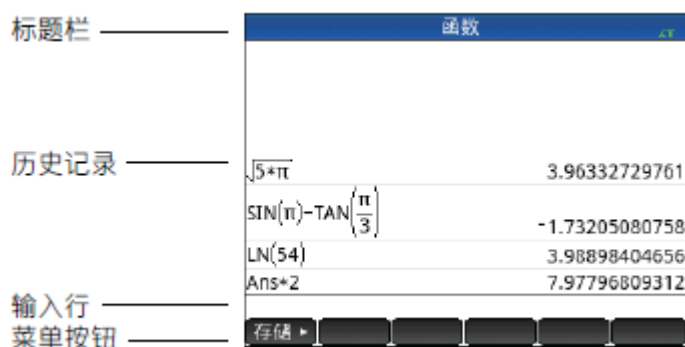 标题栏
函数
历史记录
√5*π 3.96332729761
SIN(π)-TAN(π/3) -1.73205080758
LN(54) 3.98898404656
Ans*2 7.97796809312
输入行
菜单按钮
存储▸